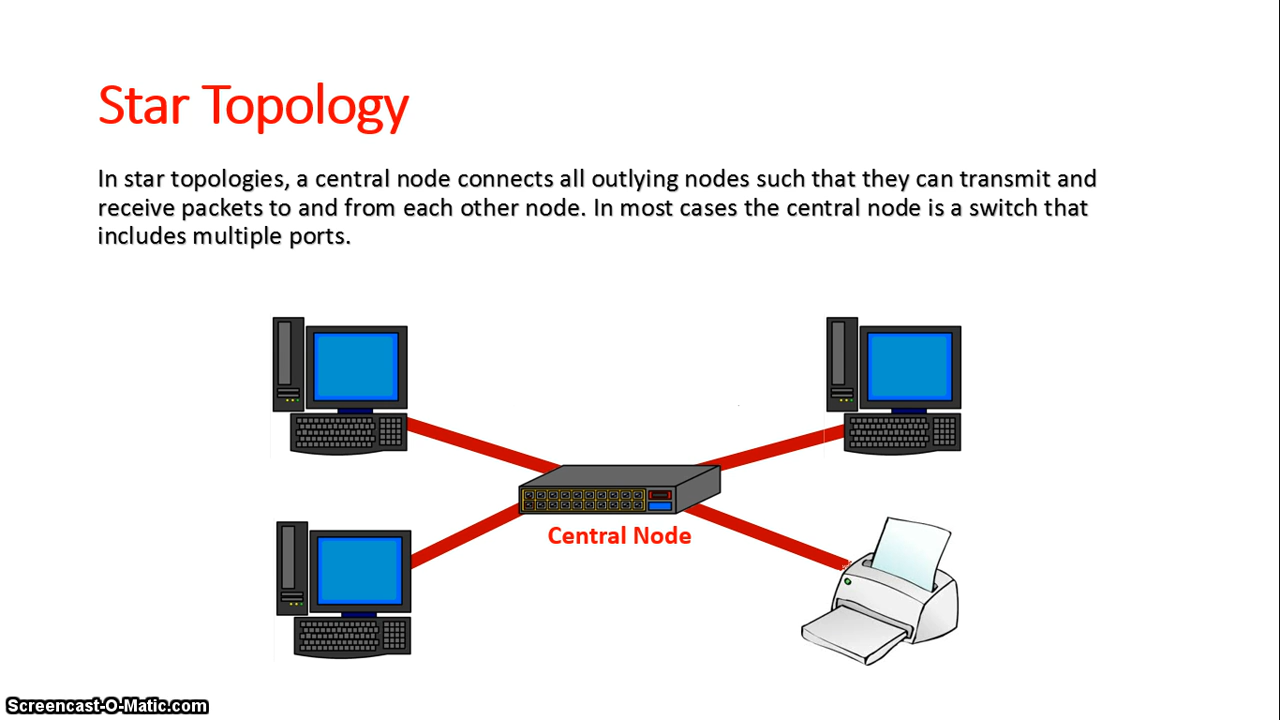 Star Topology
In star topologies, a central node connects all outlying nodes such that they can transmit and
receive packets to and from each other node. In most cases the central node is a switch that
includes multiple ports.
Central Node
Screencast-O-Matic.com